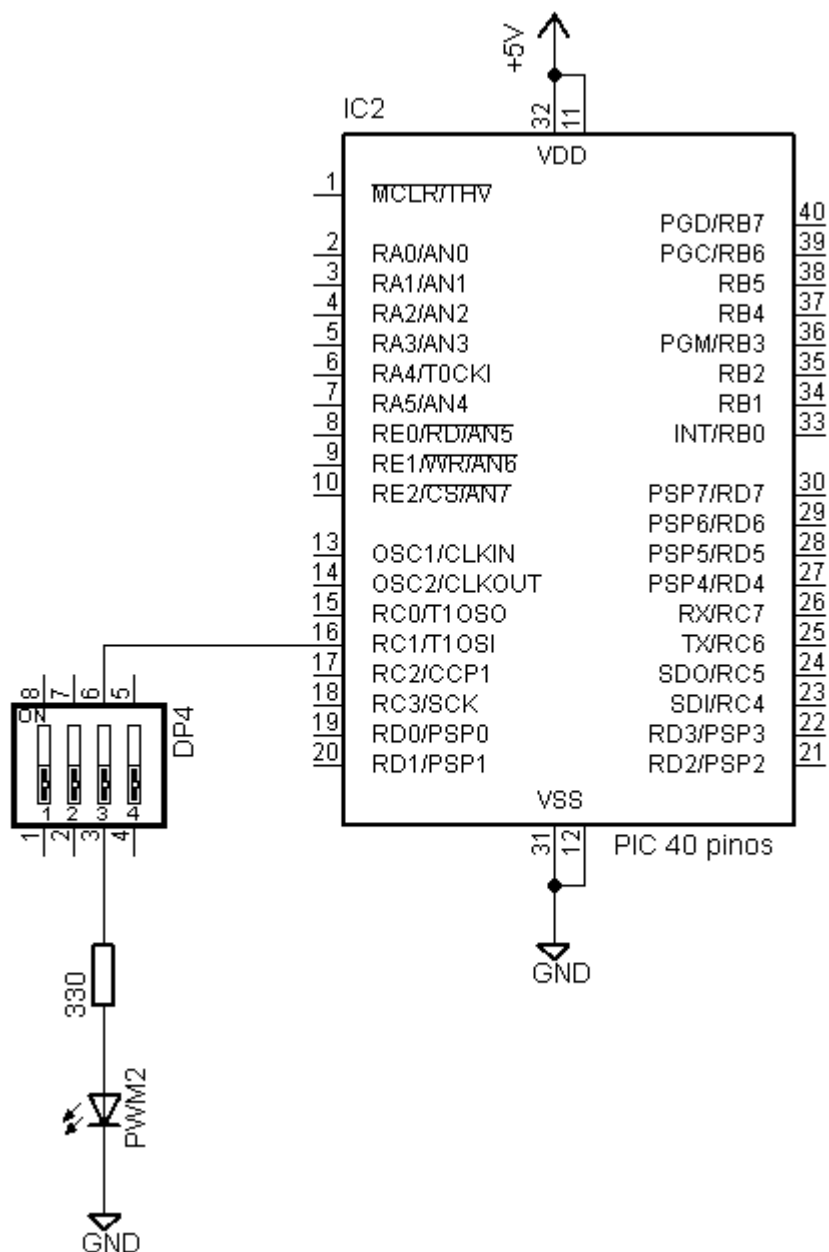 +5V
IC2
32
11
VDD
1
MCLR/THV
PGD/RB7
40
2
RA0/AN0
PGC/RB6
39
3
RA1/AN1
RB5
38
4
RA2/AN2
RB4
37
5
RA3/AN3
PGM/RB3
36
6
RA4/T0CKI
RB2
35
7
RA5/AN4
RB1
34
8
RE0/RD/AN5
INT/RB0
33
9
RE1/WR/AN6
10
RE2/CS/AN7
PSP7/RD7
30
PSP6/RD6
29
13
OSC1/CLKIN
PSP5/RD5
28
14
OSC2/CLKOUT
PSP4/RD4
27
15
RC0/T1OSO
RX/RC7
26
16
RC1/T1OSI
TX/RC6
25
17
RC2/CCP1
SDO/RC5
24
18
RC3/SCK
SDI/RC4
23
19
RD0/PSP0
RD3/PSP3
22
20
RD1/PSP1
RD2/PSP2
21
VSS
31
12
PIC 40 pinos
GND
8
7
6
5
ON
DP4
1
2
3
4
1
2
3
4
330
PWM2
GND